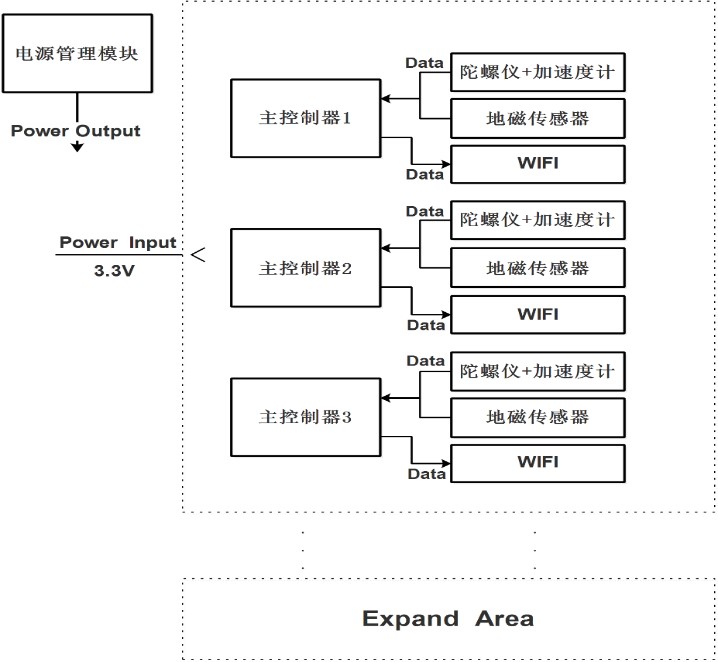 电源管理模块
Power Output
Power Input
3.3V
主控制器1
Data
陀螺仪+加速度计
地磁传感器
WIFI
Data
主控制器2
Data
陀螺仪+加速度计
地磁传感器
WIFI
Data
主控制器3
Data
陀螺仪+加速度计
地磁传感器
WIFI
Data
Expand Area